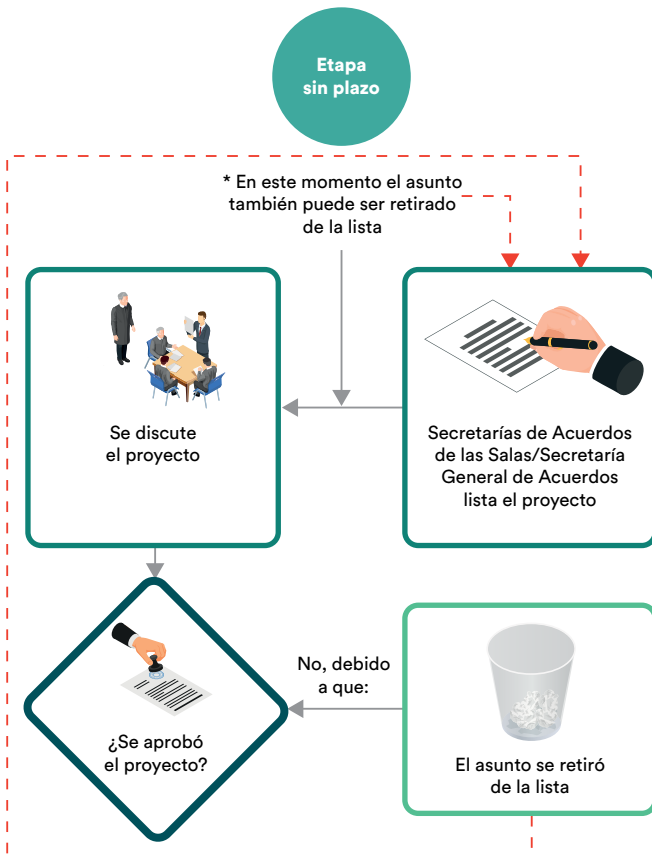 Etapa
sin plazo
* En este momento el asunto
también puede ser retirado
de la lista
Se discute
el proyecto
Secretarías de Acuerdos
de las Salas/Secretaría
General de Acuerdos
lista el proyecto
¿Se aprobó
el proyecto?
No, debido
a que:
El asunto se retiró
de la lista